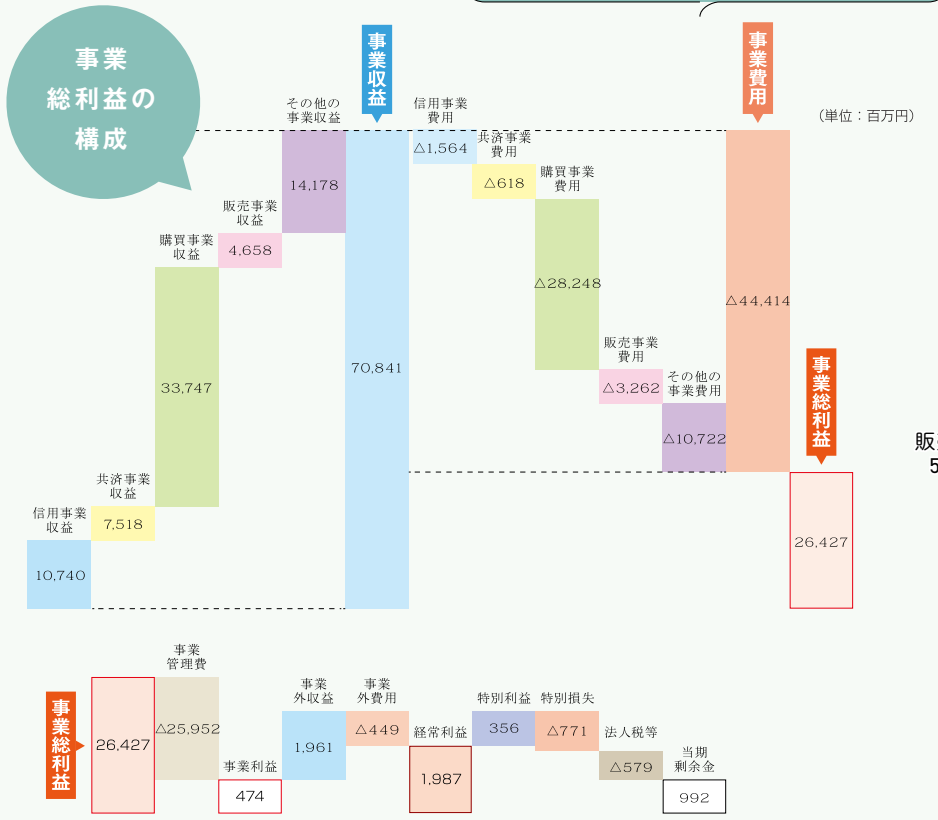 事業
総利益の
構成
事業収益
事業費用
（単位：百万円）
その他の
事業収益
14,178
信用事業
費用
△1,564
共済事業
費用
△618
購買事業
費用
△28,248
販売事業
収益
4,658
購買事業
収益
33,747
70,841
△44,414
販売事業
費用
△3,262
その他の
事業費用
△10,722
事業総利益
26,427
共済事業
収益
7,518
信用事業
収益
10,740
販
5
事業総利益
26,427
事業
管理費
△25,952
事業利益
474
事業
外収益
1,961
事業
外費用
△449
経常利益
1,987
特別利益
356
特別損失
△771
法人税等
△579
当期
剰余金
992